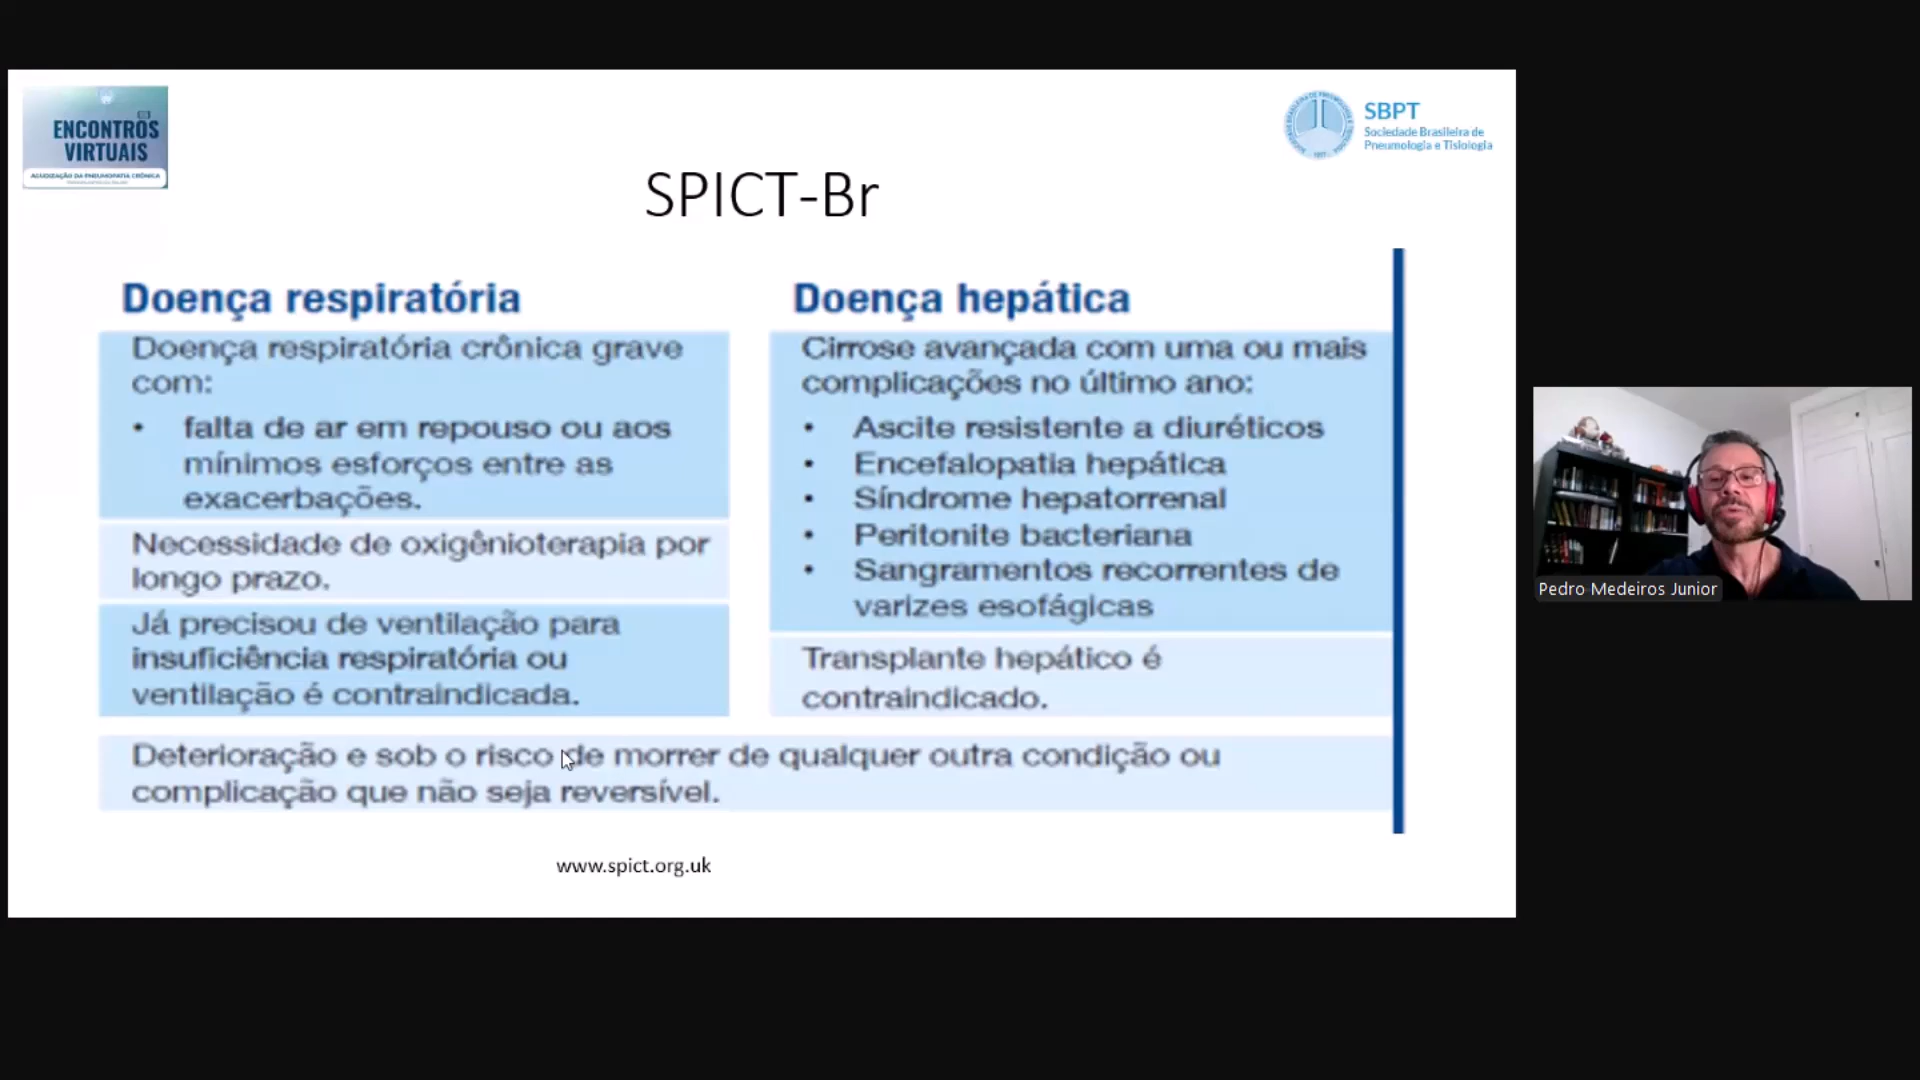 ENCONTROS
VIRTUAIS
AGUDIZAÇÃO DA PNEUMOPATIA CRÔNICA
SBPT
Sociedade Brasileira de
Pneumologia e Tisiologia
SPICT-Br
Doença respiratória
Doença respiratória crônica grave
com:
• falta de ar em repouso ou aos
mínimos esforços entre as
exacerbações.
Necessidade de oxigênioterapia por
longo prazo.
Já precisou de ventilação para
insuficiência respiratória ou
ventilação é contraindicada.
Doença hepática
Cirrose avançada com uma ou mais
complicações no último ano:
• Ascite resistente a diuréticos
• Encefalopatia hepática
• Síndrome hepatorrenal
• Peritonite bacteriana
• Sangramentos recorrentes de
varizes esofágicas
Transplante hepático é
contraindicado.
Deterioração e sob o risco de morrer de qualquer outra condição ou
complicação que não seja reversível.
www.spict.org.uk
Pedro Medeiros Junior